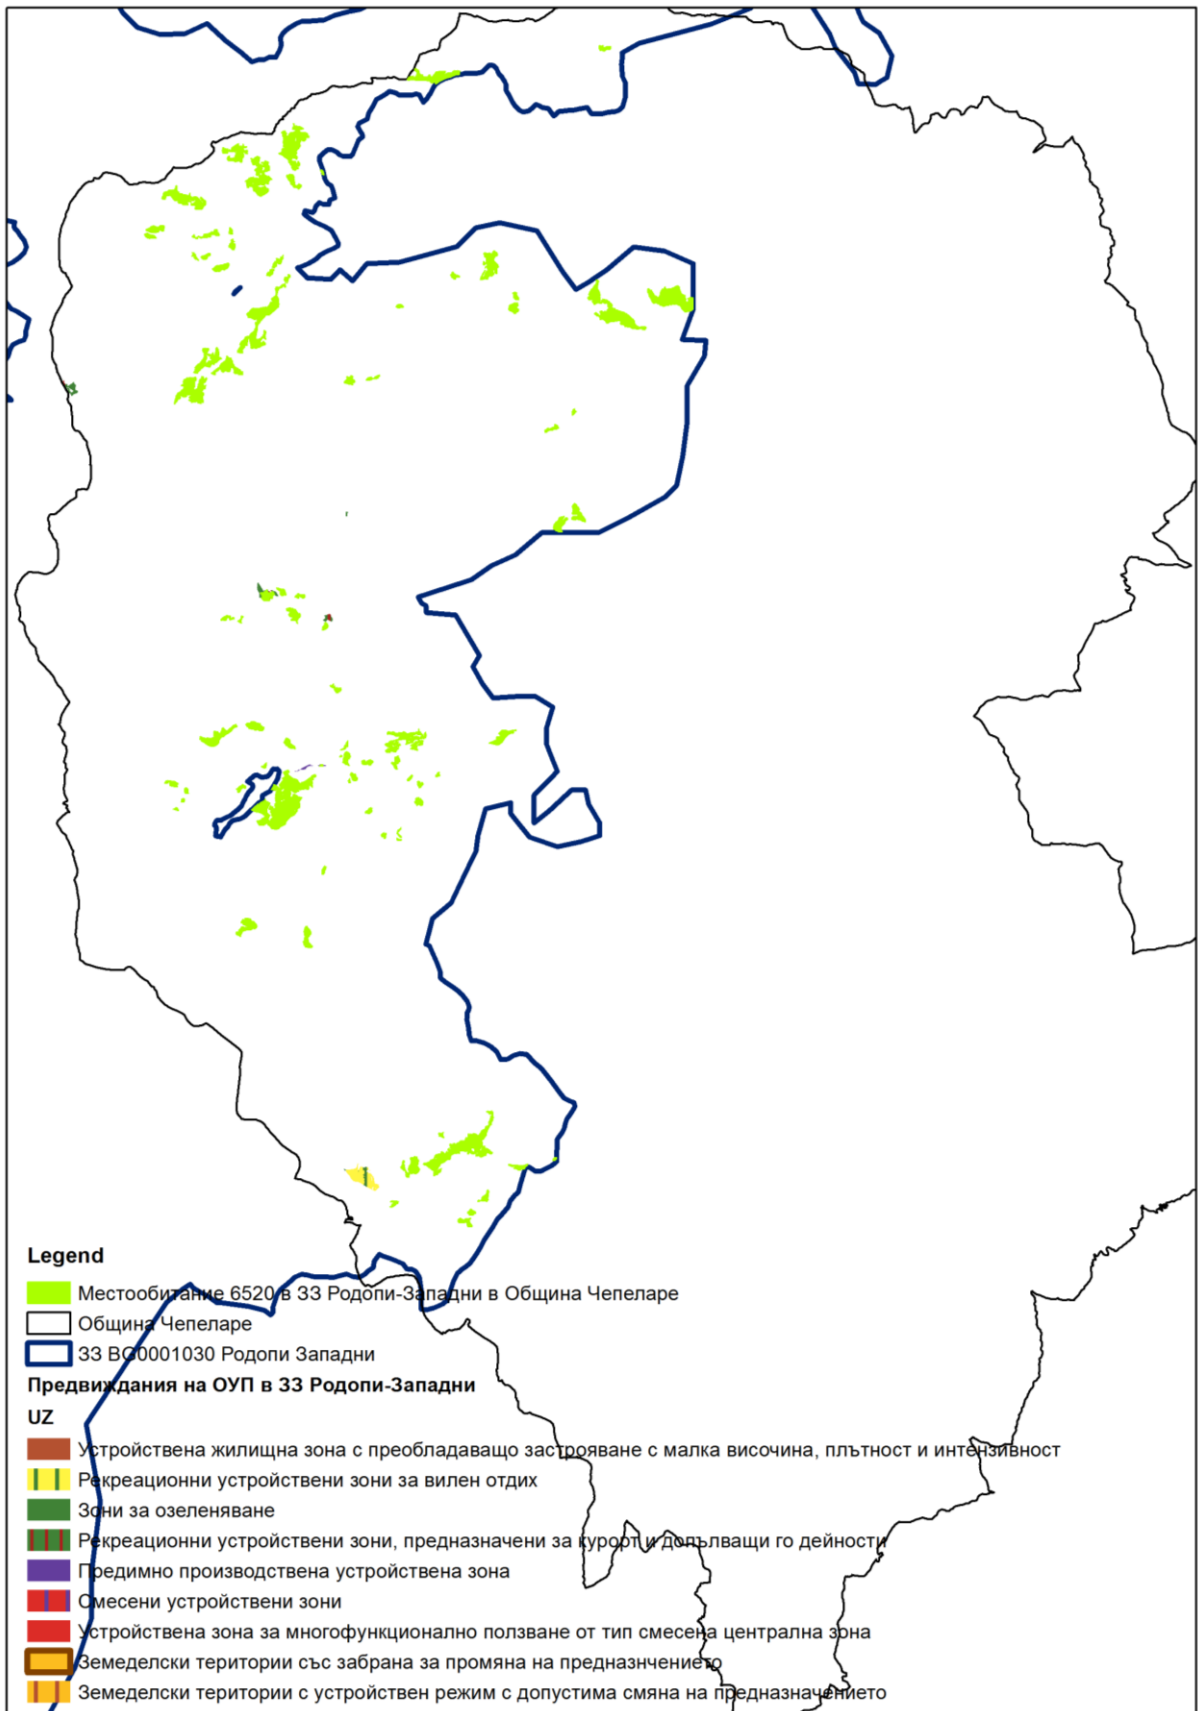 Legend
Местообитание 6520 в ЗЗ Родопи-Западни в Община Чепеларе
Община Чепеларе
ЗЗ BG0001030 Родопи Западни
Предвиждания на ОУП в ЗЗ Родопи-Западни
UZ
Устройствена жилищна зона с преобладаващо застрояване с малка височина, плътност и интензивност
Рекреационни устройствени зони за вилен отдих
Зони за озеленяване
Рекреационни устройствени зони, предназначени за курорт и допълващи го дейности
Предимно производствена устройствена зона
Смесени устройствени зони
Устройствена зона за многофункционално ползване от тип смесена централна зона
Земеделски територии със забрана за промяна на предназнчението
Земеделски територии с устройствен режим с допустима смяна на предназначението